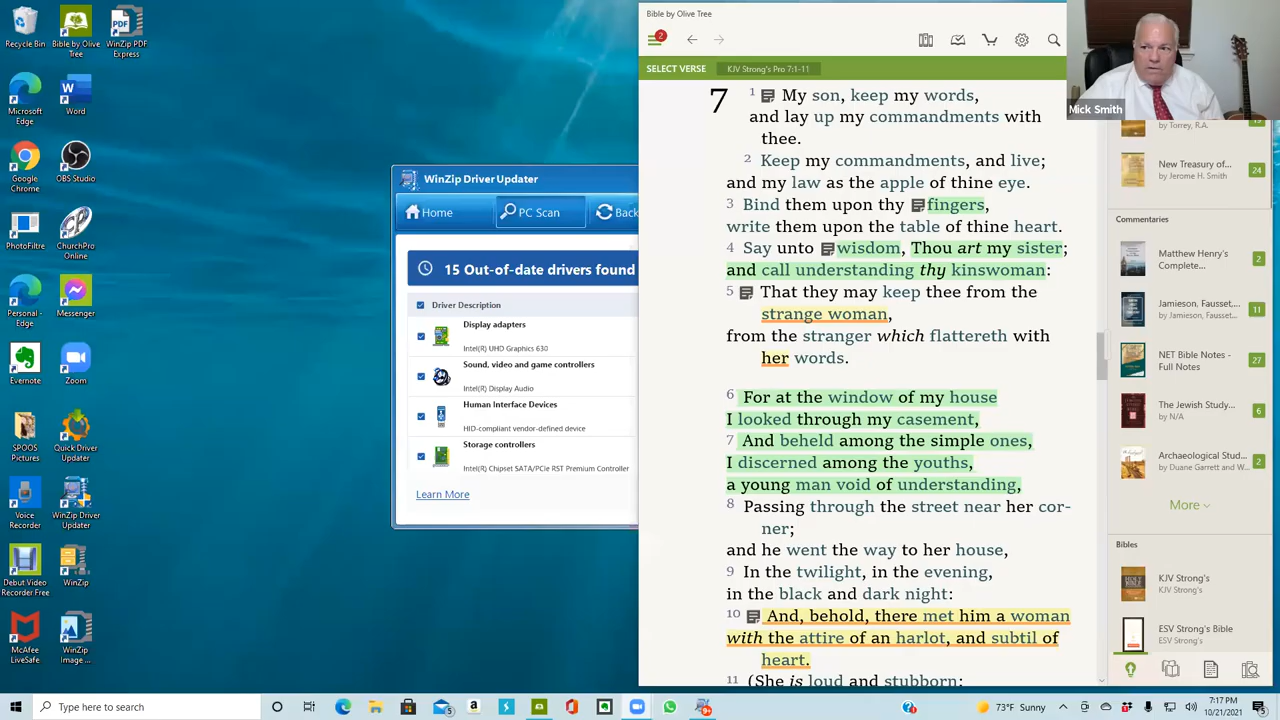 Recycle Bin
Bible by Olive Tree
WinZip PDF Express
Microsoft Edge
Word
Google Chrome
OBS Studio
PhotoFiltre
ChurchPro Online
Personal - Edge
Messenger
Evernote
Zoom
SPOOS Pictures
Quick Driver Updater
Voice Recorder
WinZip Driver Updater
Debut Video Recorder Free
WinZip
McAfee LiveSafe
WinZip Image ...
WinZip Driver Updater
Home
PC Scan
Back
15 Out-of-date drivers found
Driver Description
Display adapters
Intel(R) UHD Graphics 630
Sound, video and game controllers
Intel(R) Display Audio
Human Interface Devices
HID-compliant vendor-defined device
Storage controllers
Intel(R) Chipset SATA/PCIe RST Premium Controller
Learn More
Bible by Olive Tree
2
SELECT VERSE KJV Strong's Pro 7:1-11
7
1 My son, keep my words,
and lay up my commandments with
thee.
2 Keep my commandments, and live;
and my law as the apple of thine eye.
3 Bind them upon thy fingers,
write them upon the table of thine heart.
4 Say unto wisdom, Thou art my sister;
and call understanding thy kinswoman:
5 That they may keep thee from the
strange woman,
from the stranger which flattereth with
her words.
6 For at the window of my house
I looked through my casement,
7 And beheld among the simple ones,
I discerned among the youths,
a young man void of understanding,
8 Passing through the street near her cor-
ner;
and he went the way to her house,
9 In the twilight, in the evening,
in the black and dark night:
10 And, behold, there met him a woman
with the attire of an harlot, and subtil of
heart.
11 (She is loud and stubborn;
Mick Smith
by Torrey, R.A.
New Treasury of...
by Jerome H. Smith
24
Commentaries
Matthew Henry's
Complete...
2
Jamieson, Fausset,...
by Jamieson, Fausset...
11
NET Bible Notes -
Full Notes
27
The Jewish Study...
by N/A
6
Archaeological Stud...
by Duane Garrett and W...
2
More
Bibles
KJV Strong's
KJV Strong's
ESV Strong's Bible
ESV Strong's
Type here to search
73°F Sunny
7:17 PM
10/21/2021